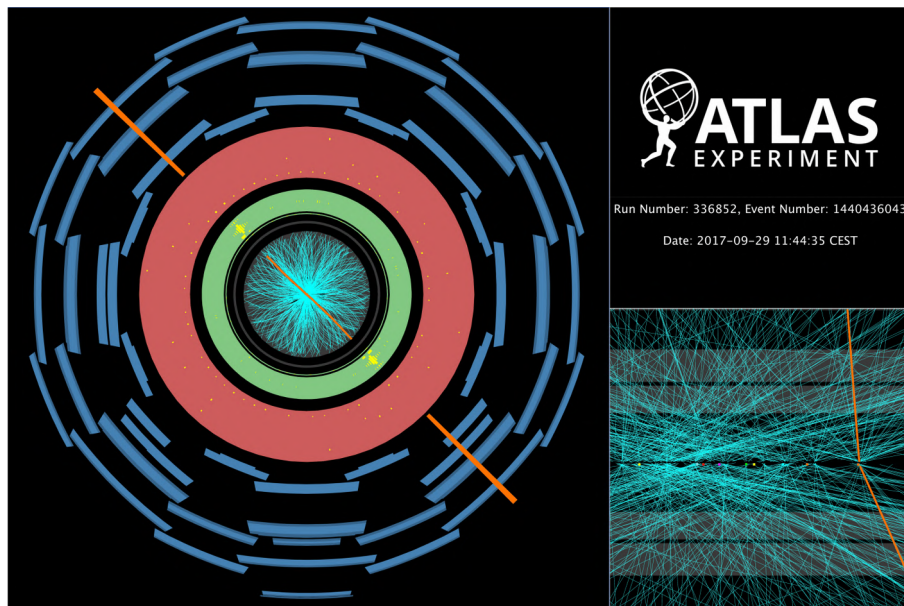 ATLAS
EXPERIMENT
Run Number: 336852, Event Number: 1440436043
Date: 2017-09-29 11:44:35 CEST